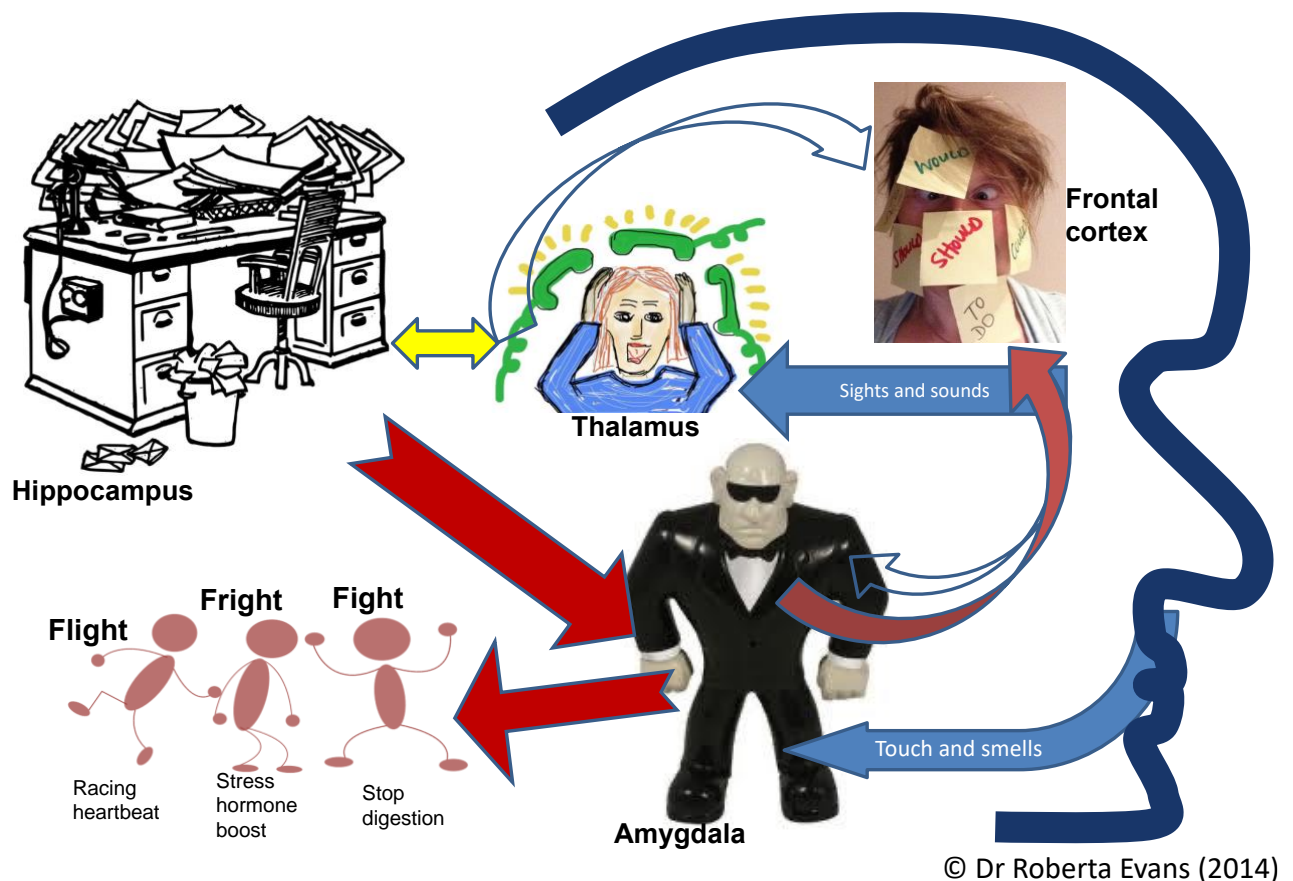 WOULD
SHOULD
SHOULD
TO
DO
Frontal
cortex
Sights and sounds
Thalamus
Hippocampus
Flight
Fright
Fight
Racing
heartbeat
Stress
hormone
boost
Stop
digestion
Touch and smells
Amygdala
© Dr Roberta Evans (2014)